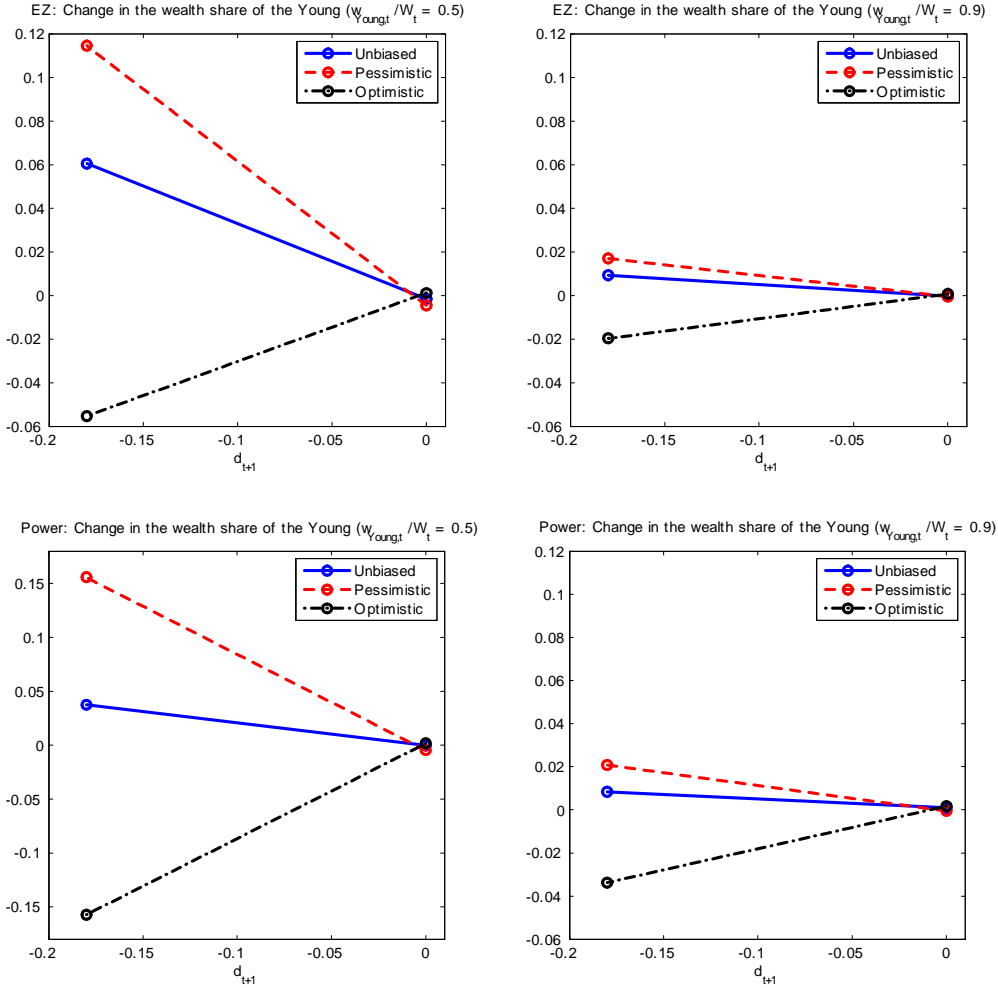 EZ: Change in the wealth share of the Young (w_Young,t /W_t = 0.5)
0.12
0.1
0.08
0.06
0.04
0.02
0
-0.02
-0.04
-0.06
-0.2
-0.15
-0.1
-0.05
0
d_t+1
Unbiased
Pessimistic
Optimistic
EZ: Change in the wealth share of the Young (w_Young,t /W_t = 0.9)
0.12
0.1
0.08
0.06
0.04
0.02
0
-0.02
-0.04
-0.06
-0.2
-0.15
-0.1
-0.05
0
d_t+1
Unbiased
Pessimistic
Optimistic
Power: Change in the wealth share of the Young (w_Young,t /W_t = 0.5)
0.15
0.1
0.05
0
-0.05
-0.1
-0.15
-0.2
-0.15
-0.1
-0.05
0
d_t+1
Unbiased
Pessimistic
Optimistic
Power: Change in the wealth share of the Young (w_Young,t /W_t = 0.9)
0.12
0.1
0.08
0.06
0.04
0.02
0
-0.02
-0.04
-0.06
-0.2
-0.15
-0.1
-0.05
0
d_t+1
Unbiased
Pessimistic
Optimistic